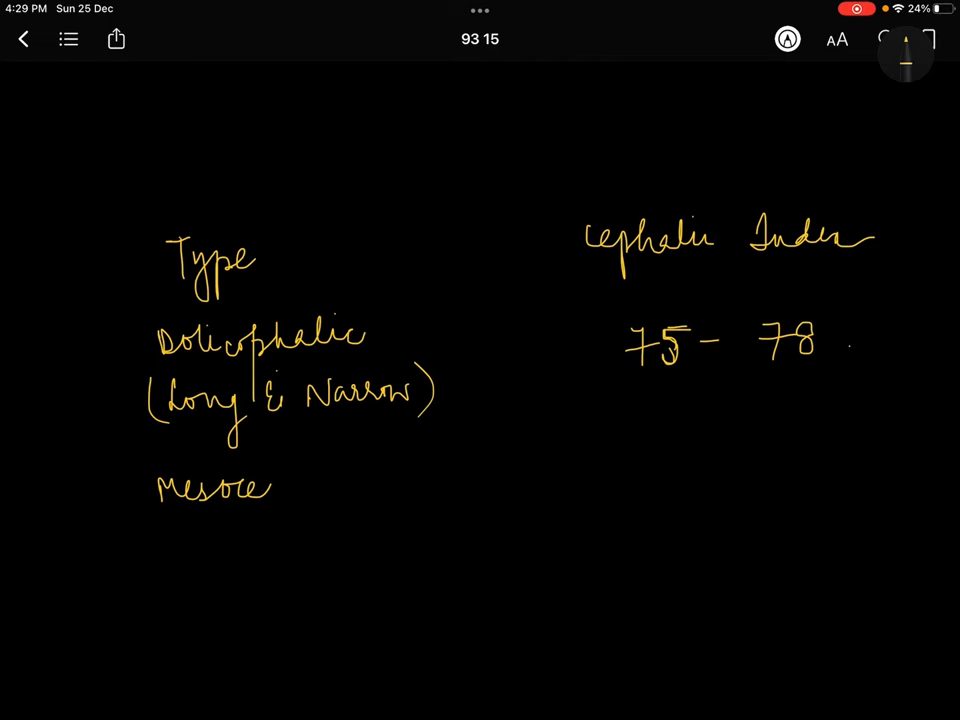 4:29 PM Sun 25 Dec
24%
93 15
AA
Type
Cephalic Index
Dolicophalic
75 - 78
(Long & Narrow)
Mesoce